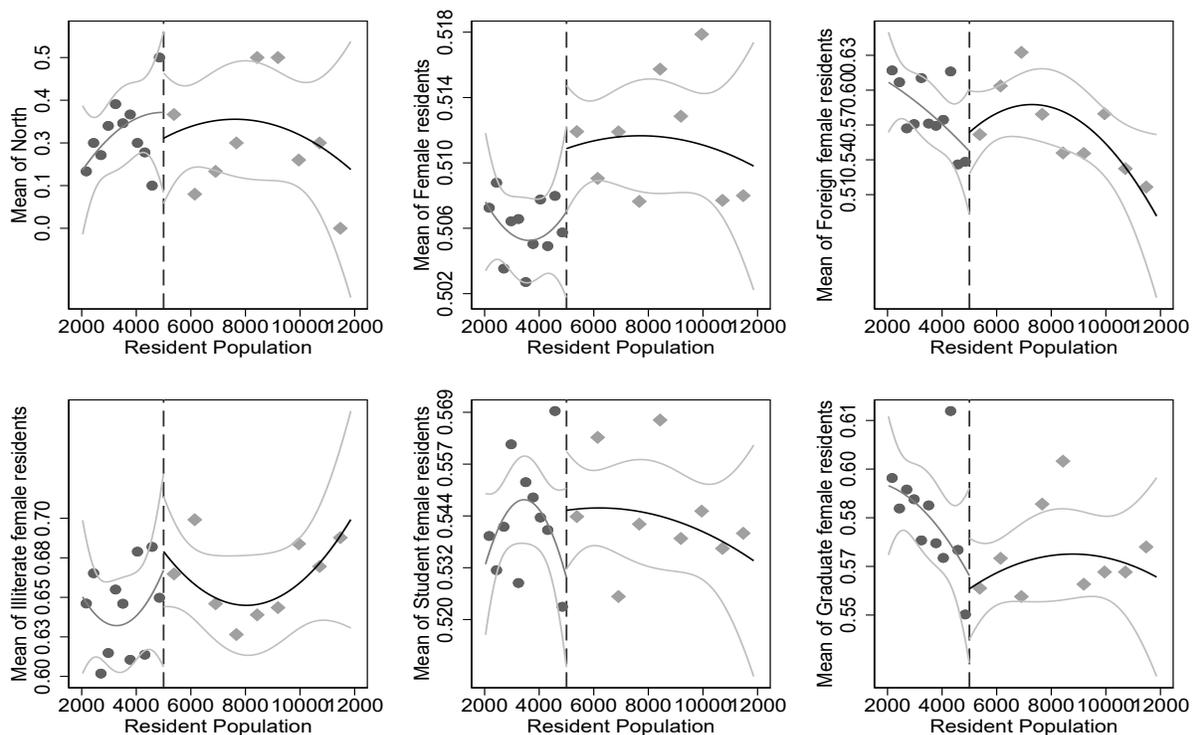 Mean of North
0.5
0.4
0.3
0.1
0.0
2000 4000 6000 8000 10000 12000
Resident Population
Mean of Female residents
0.518
0.514
0.510
0.506
0.502
2000 4000 6000 8000 10000 12000
Resident Population
Mean of Foreign female residents
0.63
0.60
0.57
0.54
0.51
2000 4000 6000 8000 10000 12000
Resident Population
Mean of Illiterate female residents
0.70
0.68
0.65
0.63
0.60
2000 4000 6000 8000 10000 12000
Resident Population
Mean of Student female residents
0.569
0.557
0.544
0.532
0.520
2000 4000 6000 8000 10000 12000
Resident Population
Mean of Graduate female residents
0.61
0.60
0.58
0.57
0.55
2000 4000 6000 8000 10000 12000
Resident Population